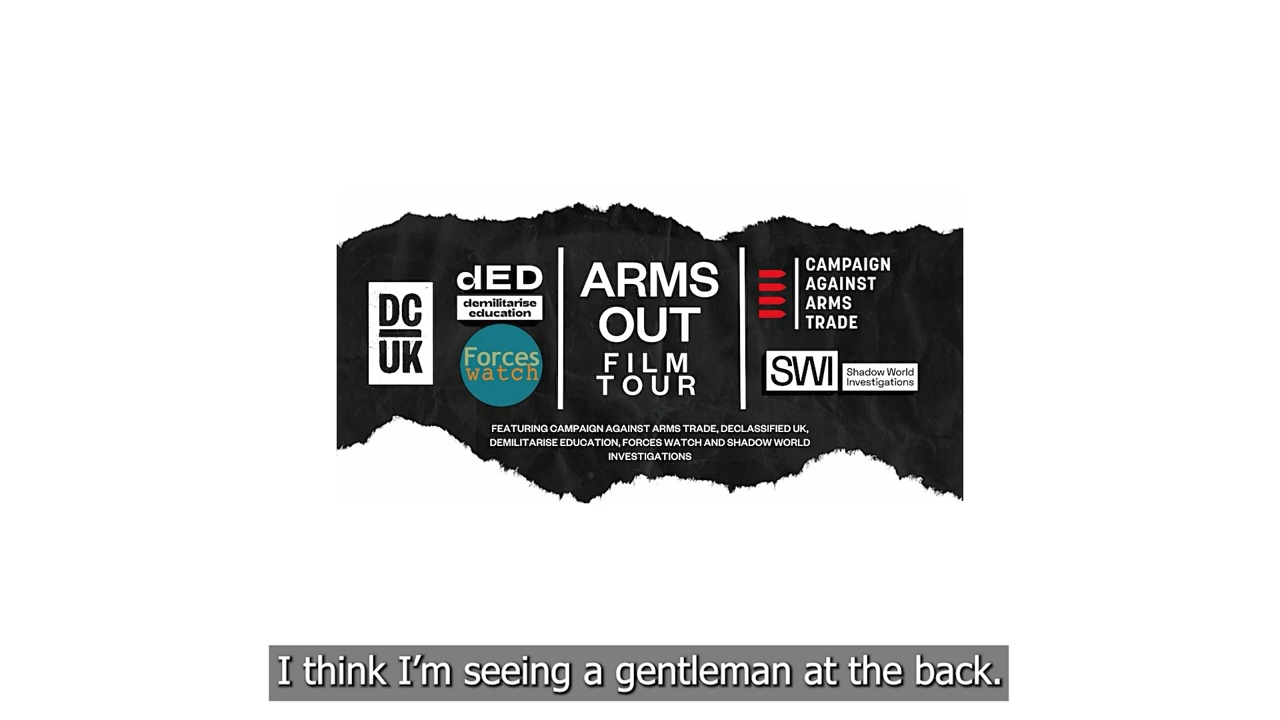 DC
UK
dED
demilitarise
education
Forces
watch
ARMS
OUT
FILM
TOUR
CAMPAIGN
AGAINST
ARMS
TRADE
SWI
Shadow World
Investigations
FEATURING CAMPAIGN AGAINST ARMS TRADE, DECLASSIFIED UK,
DEMILITARISE EDUCATION, FORCES WATCH AND SHADOW WORLD
INVESTIGATIONS
I think I'm seeing a gentleman at the back.